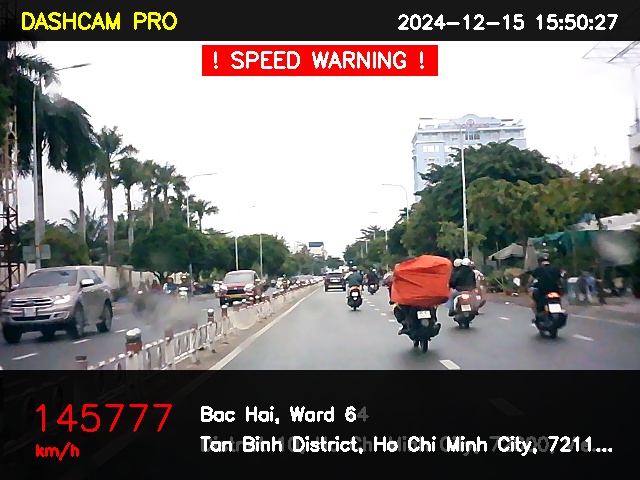 DASHCAM PRO
2024-12-15 15:50:27
! SPEED WARNING !
145777
km/h
Bac Hai, Ward 6
Tan Binh District, Ho Chi Minh City, 7211...